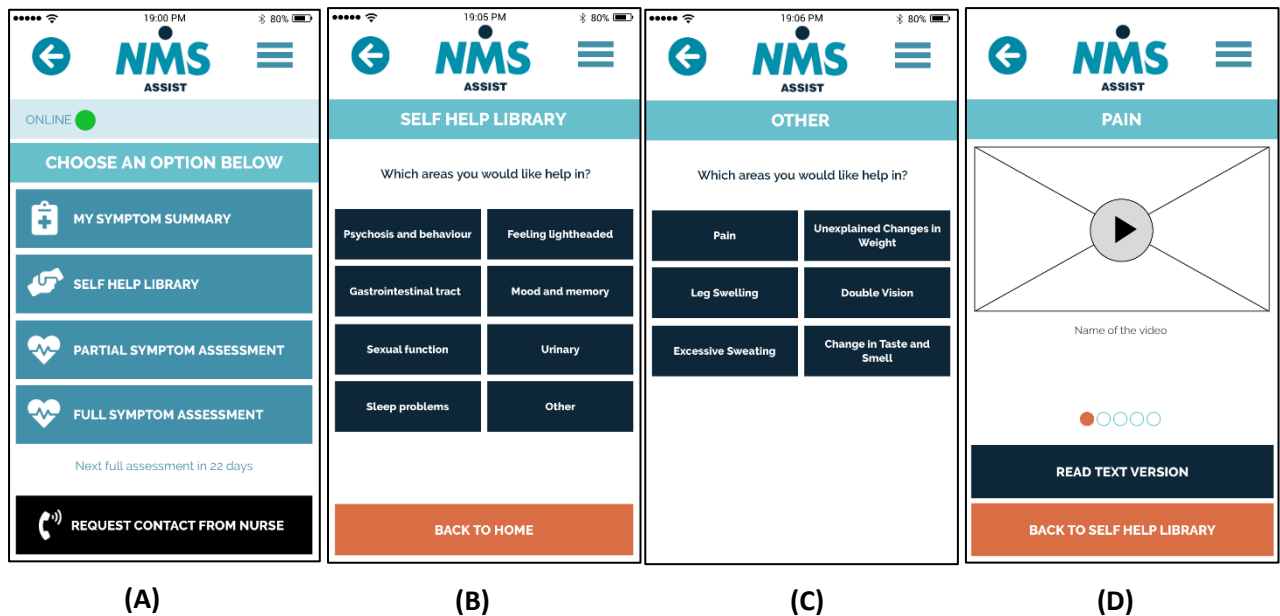 19:00 PM
80%
NMS
ASSIST
ONLINE
CHOOSE AN OPTION BELOW
MY SYMPTOM SUMMARY
SELF HELP LIBRARY
PARTIAL SYMPTOM ASSESSMENT
FULL SYMPTOM ASSESSMENT
Next full assessment in 22 days
REQUEST CONTACT FROM NURSE
(A)
19:05 PM
80%
NMS
ASSIST
SELF HELP LIBRARY
Which areas you would like help in?
Psychosis and behaviour
Feeling lightheaded
Gastrointestinal tract
Mood and memory
Sexual function
Urinary
Sleep problems
Other
BACK TO HOME
(B)
19:06 PM
80%
NMS
ASSIST
OTHER
Which areas you would like help in?
Pain
Unexplained Changes in
Weight
Leg Swelling
Double Vision
Excessive Sweating
Change in Taste and
Smell
(C)
NMS
ASSIST
PAIN
Name of the video
READ TEXT VERSION
BACK TO SELF HELP LIBRARY
(D)